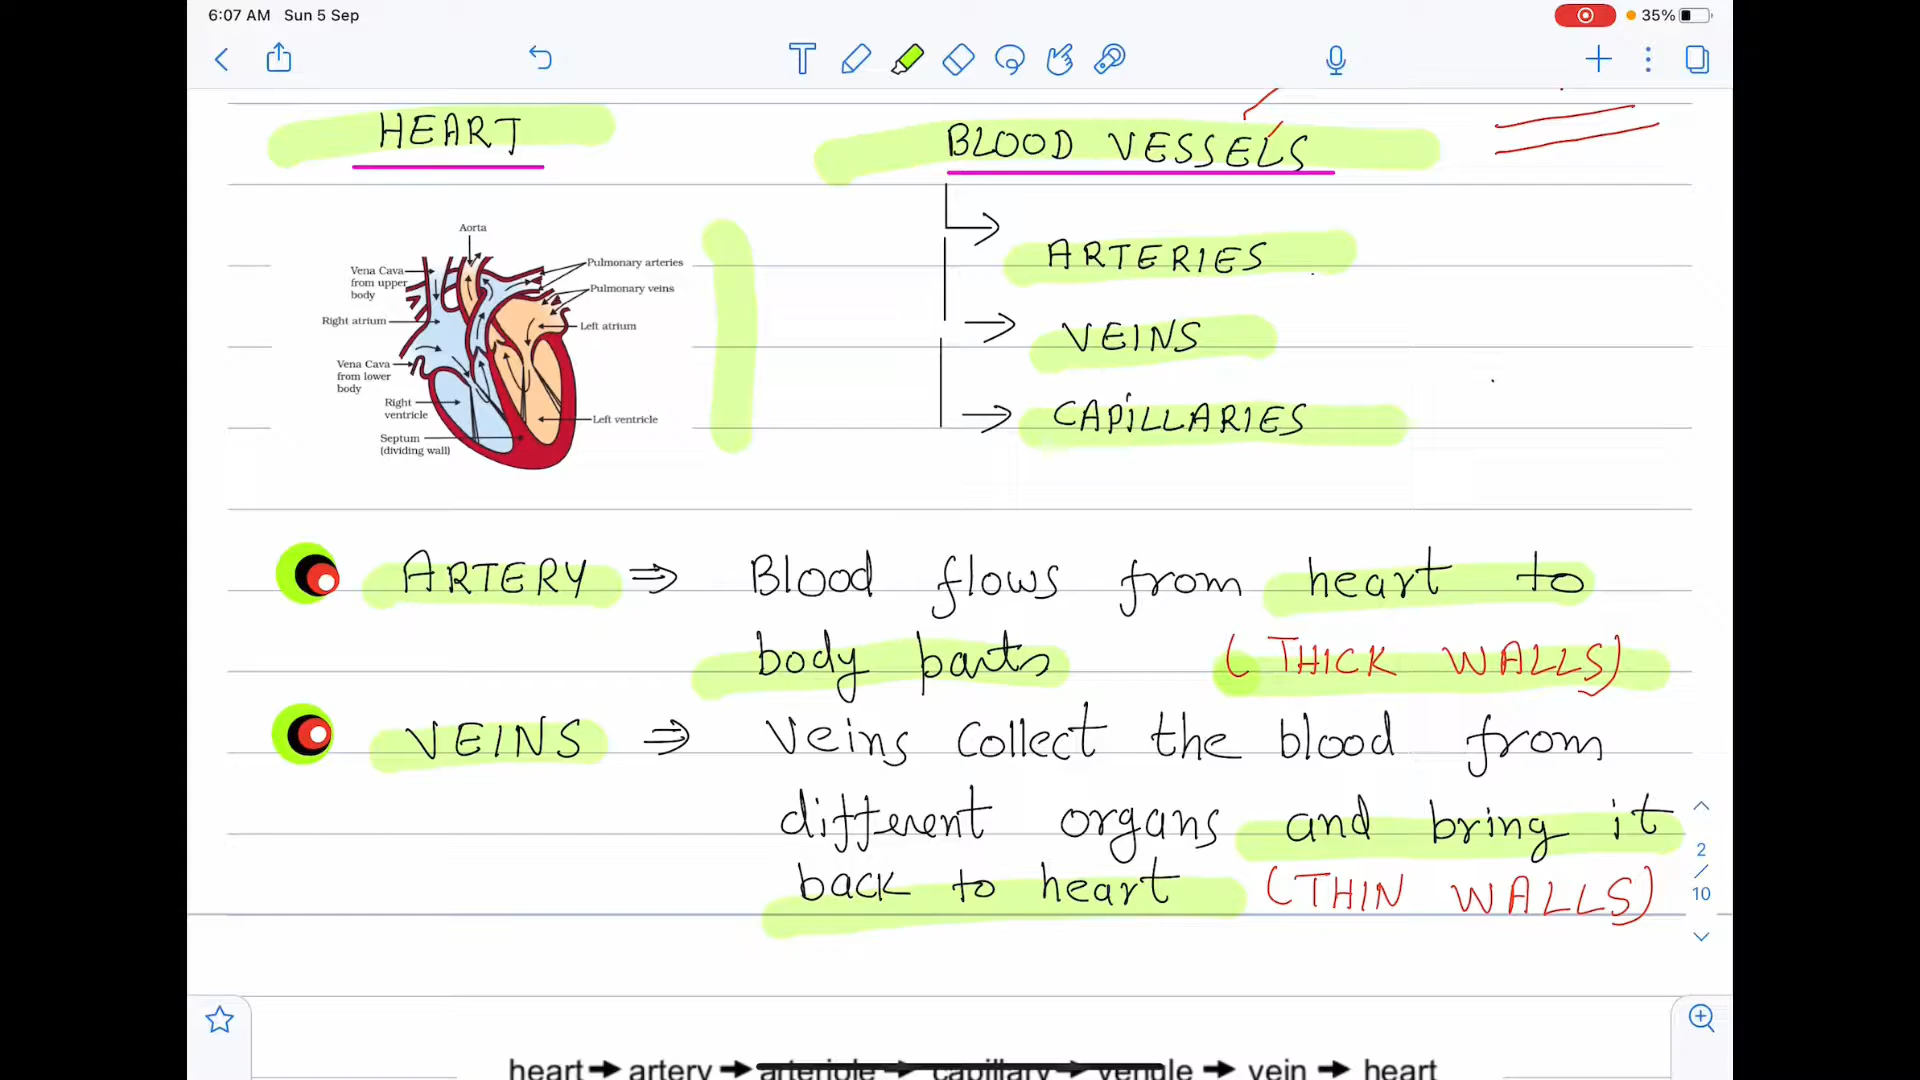 6:07 AM Sun 5 Sep
35%
HEART
BLOOD VESSELS
Aorta
Pulmonary arteries
Vena Cava
from upper
body
Pulmonary veins
Right atrium
Left atrium
Vena Cava
from lower
body
Right
ventricle
Left ventricle
Septum
(dividing wall)
ARTERIES
VEINS
CAPILLARIES
ARTERY ⇒ Blood flows from heart to
body parts (THICK WALLS)
VEINS ⇒ Veins collect the blood from
different organs and bring it
back to heart (THIN WALLS)
2
/
10
heart → artery → arteriole → capillary → venule → vein → heart